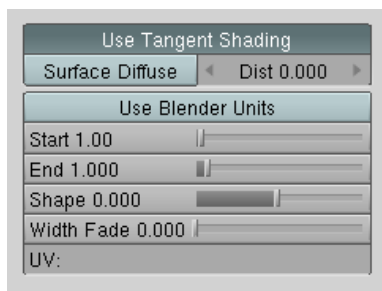 Use Tangent Shading
Surface Diffuse Dist 0.000
Use Blender Units
Start 1.00
End 1.000
Shape 0.000
Width Fade 0.000
UV: